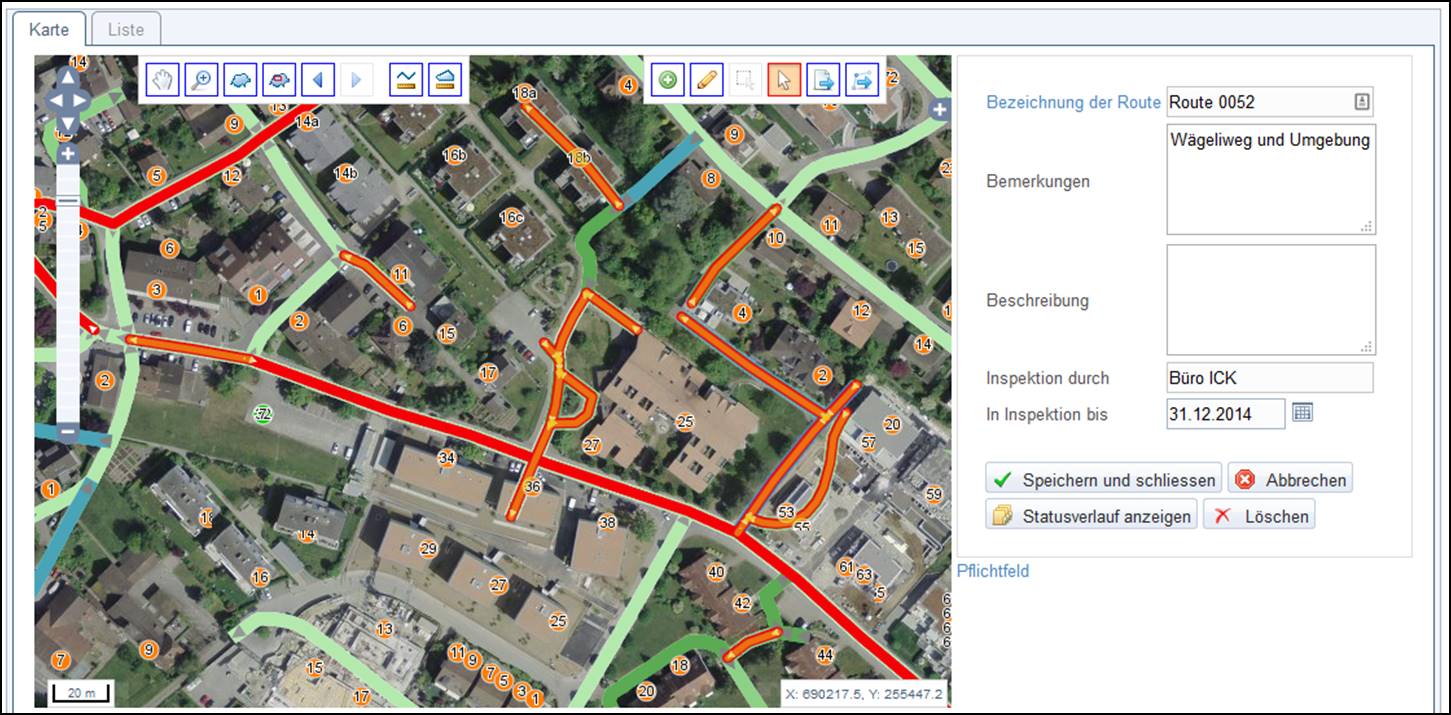 Karte
Liste
14
18a
4
72
14a
9
9
5
12
14b
16b
18b
8
16c
13
11
10
15
6
3
1
11
2
6
15
4
12
14
17
2
2
72
25
20
57
27
34
36
53
55
59
38
1
14
29
16
27
25
40
42
61
63
13
9
7
15
17
11
9
7
5
3
1
18
20
44
20 m
X: 690217.5, Y: 255447.2
Bezeichnung der Route
Route 0052
Bemerkungen
Wägeliweg und Umgebung
Beschreibung
Inspektion durch
Büro ICK
In Inspektion bis
31.12.2014
Speichern und schliessen
Abbrechen
Statusverlauf anzeigen
Löschen
Pflichtfeld